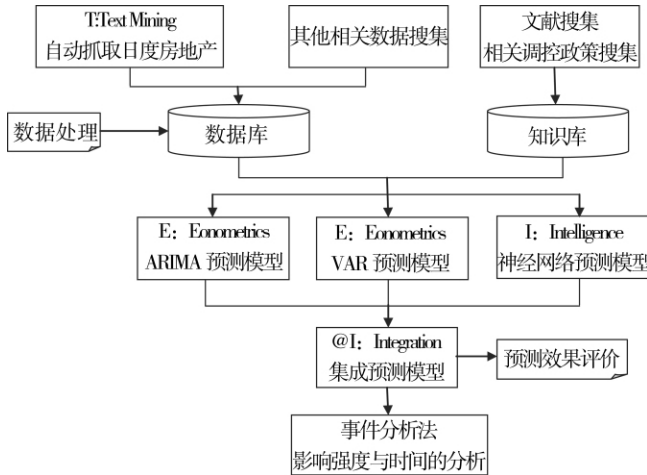 T:Text Mining
自动抓取日度房地产
其他相关数据搜集
文献搜集
相关调控政策搜集
数据处理
数据库
知识库
E：Eonometrics
ARIMA 预测模型
E：Eonometrics
VAR 预测模型
I：Intelligence
神经网络预测模型
@I：Integration
集成预测模型
预测效果评价
事件分析法
影响强度与时间的分析